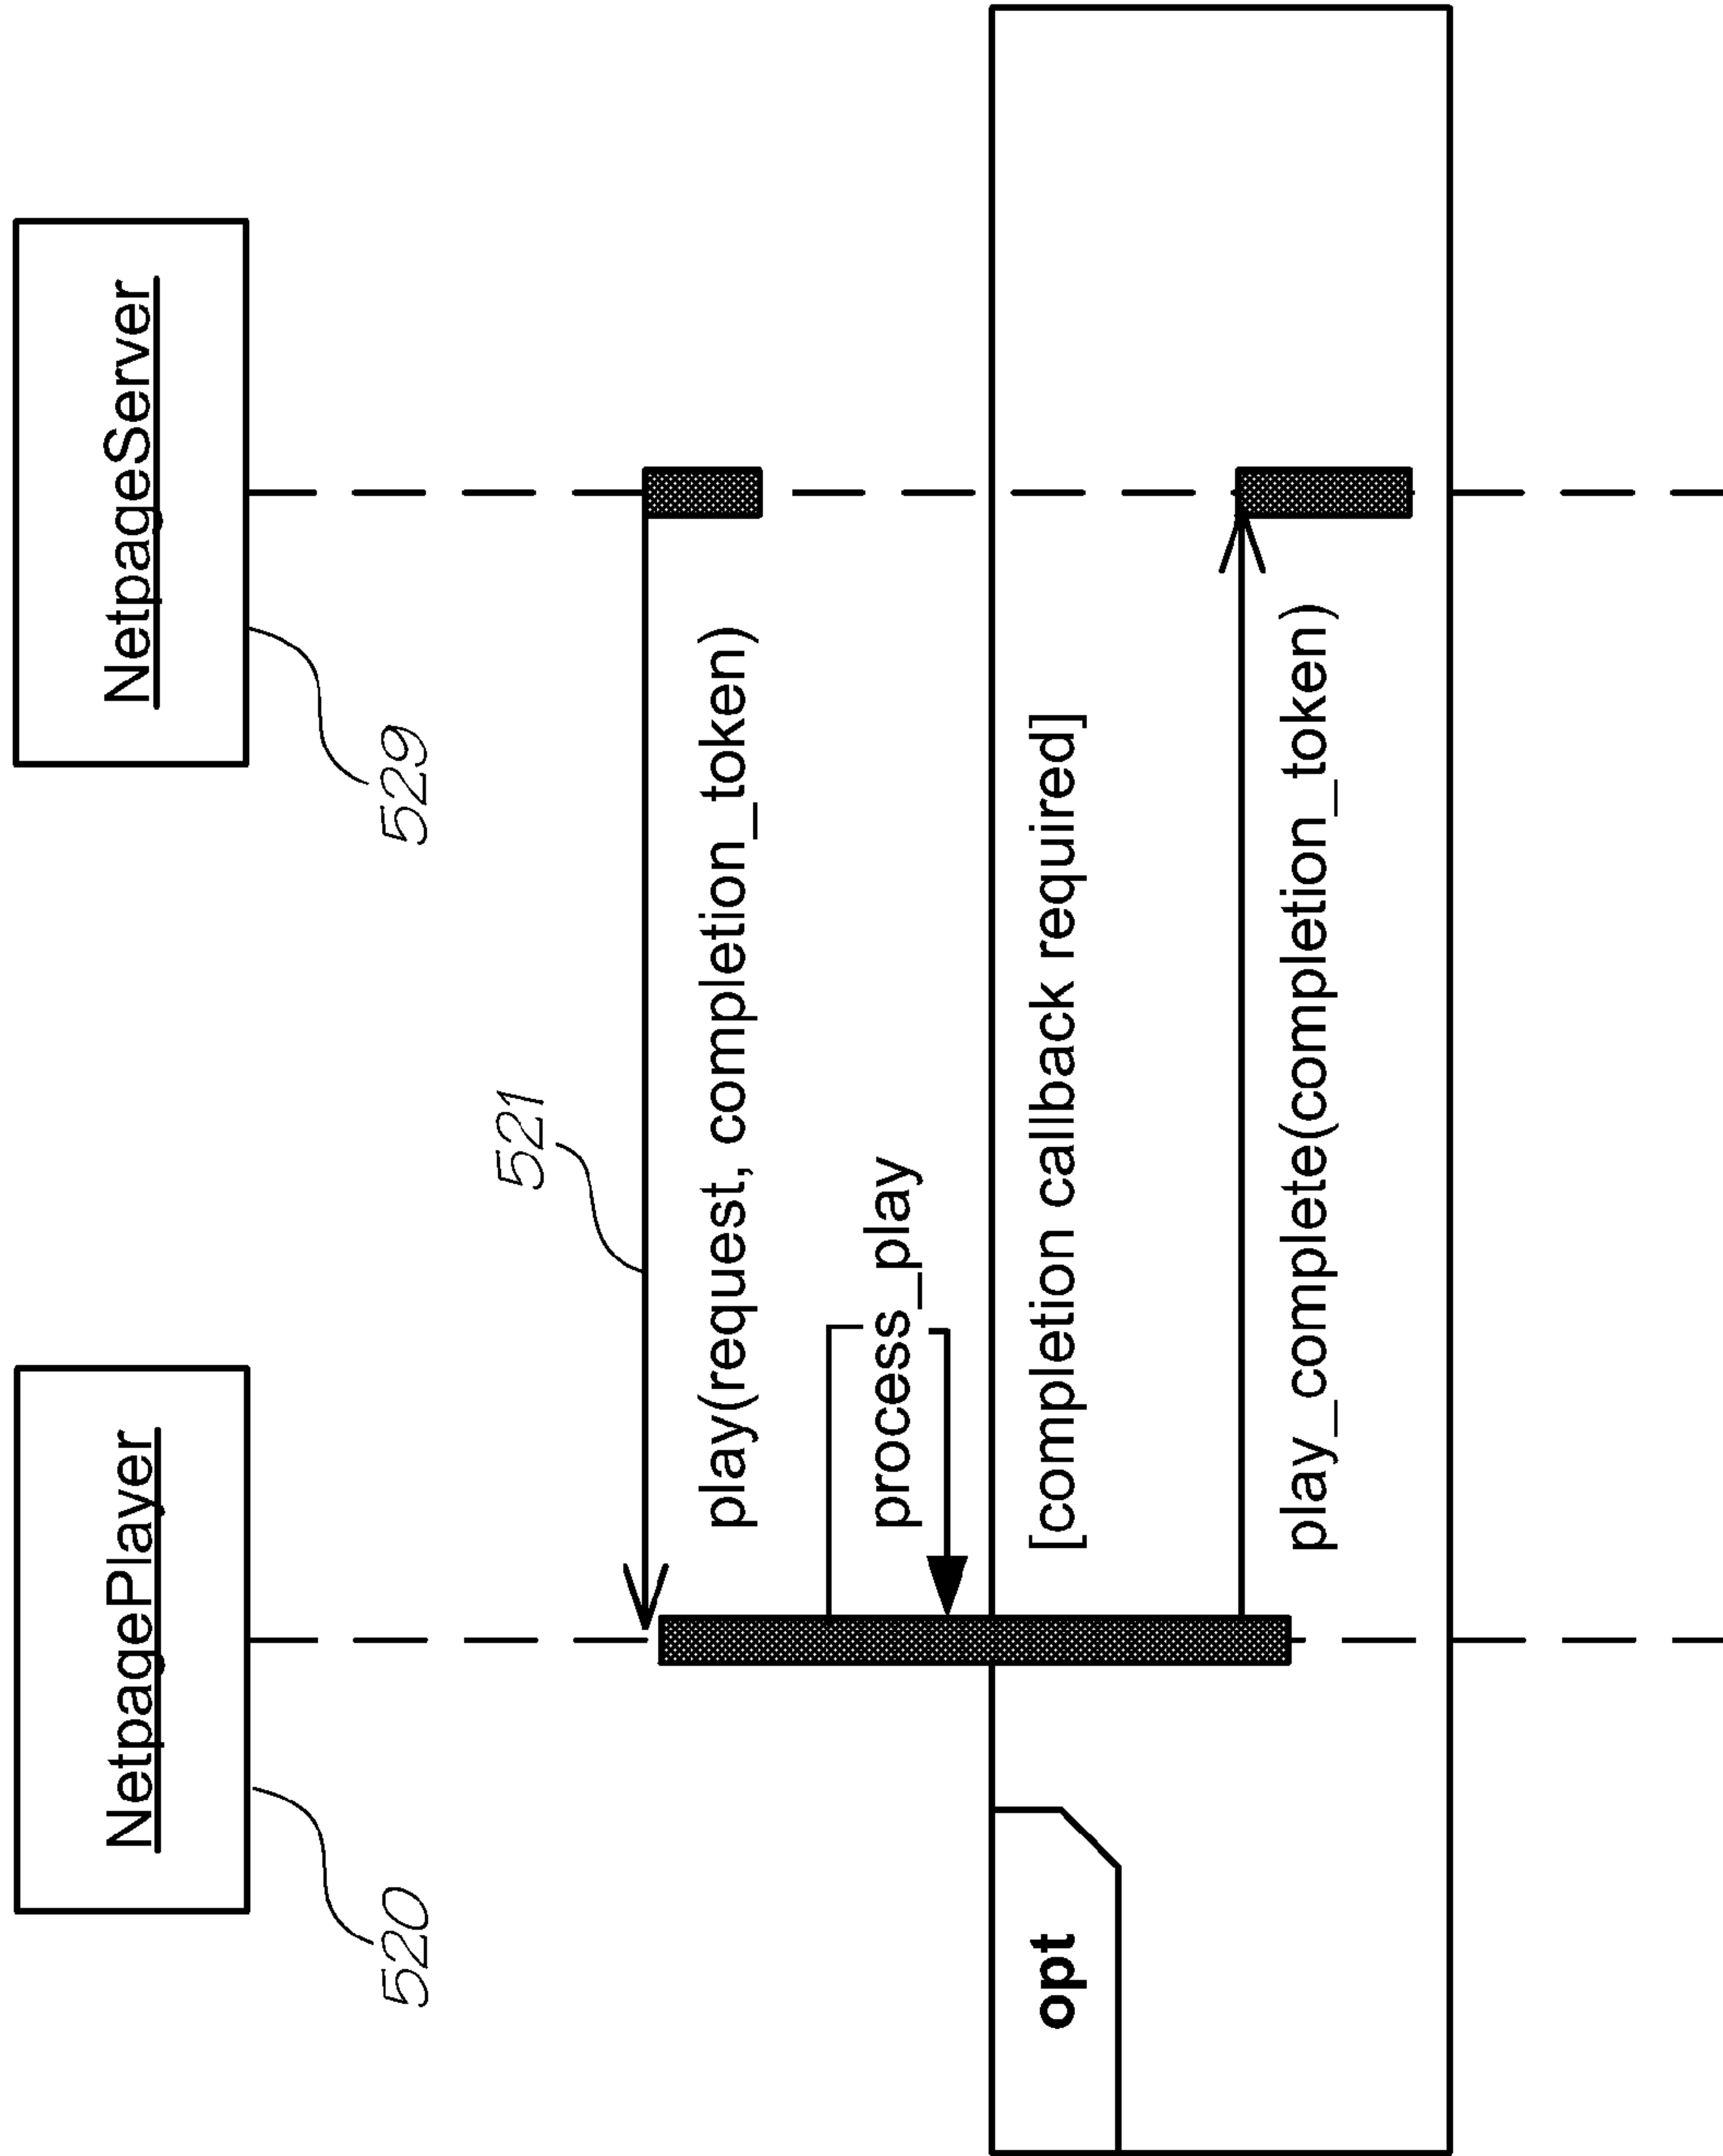 NetpagePlayer
NetpageServer
520
529
521
play(request, completion_token)
process_play
opt
[completion callback required]
play_complete(completion_token)